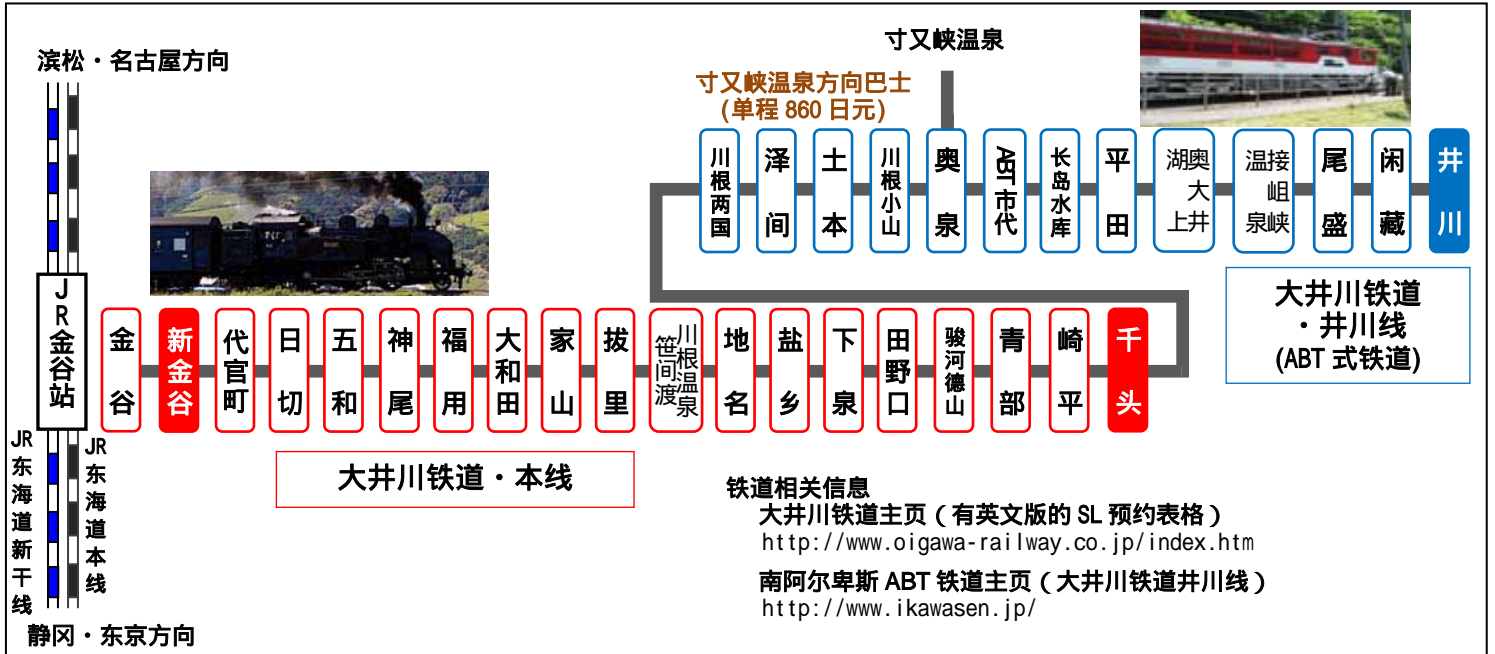 滨松・名古屋方向
寸又峡温泉
寸又峡温泉方向巴士
(单程 860 日元)
川根两国
泽间
土本
川根小山
奥泉
ABT市代
长岛水库
平田
奥大井湖上
接岨峡温泉
尾盛
闲藏
井川
大井川铁道
・井川线
(ABT 式铁道)
JR金谷站
金谷
新金谷
代官町
日切
五和
神尾
福用
大和田
家山
拔里
川根温泉笹间渡
地名
盐乡
下泉
田野口
骏河德山
青部
崎平
千头
JR东海道新干线
JR东海道本线
大井川铁道・本线
静冈・东京方向
铁道相关信息
大井川铁道主页（有英文版的 SL 预约表格）
http://www.oigawa-railway.co.jp/index.htm
南阿尔卑斯 ABT 铁道主页（大井川铁道井川线）
http://www.ikawasen.jp/